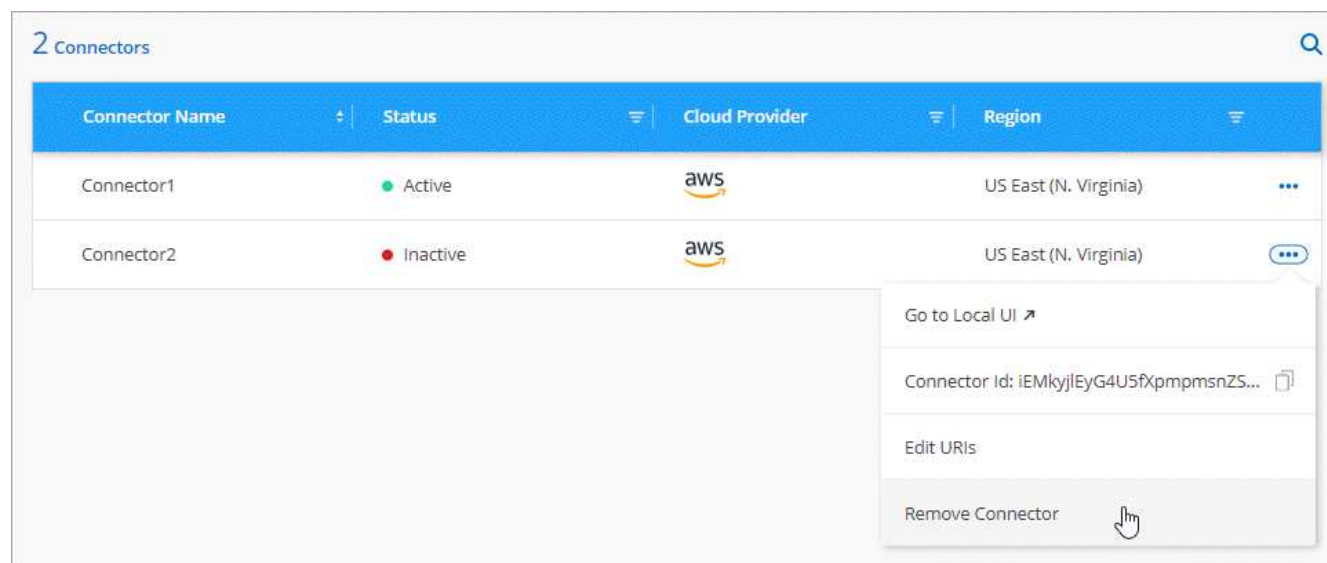 2 Connectors
Connector Name Status Cloud Provider Region
Connector1 Active aws US East (N. Virginia)
Connector2 Inactive aws US East (N. Virginia)
Go to Local UI
Connector Id: iEMkyjlEyG4U5fXpmpmsnZS...
Edit URIs
Remove Connector